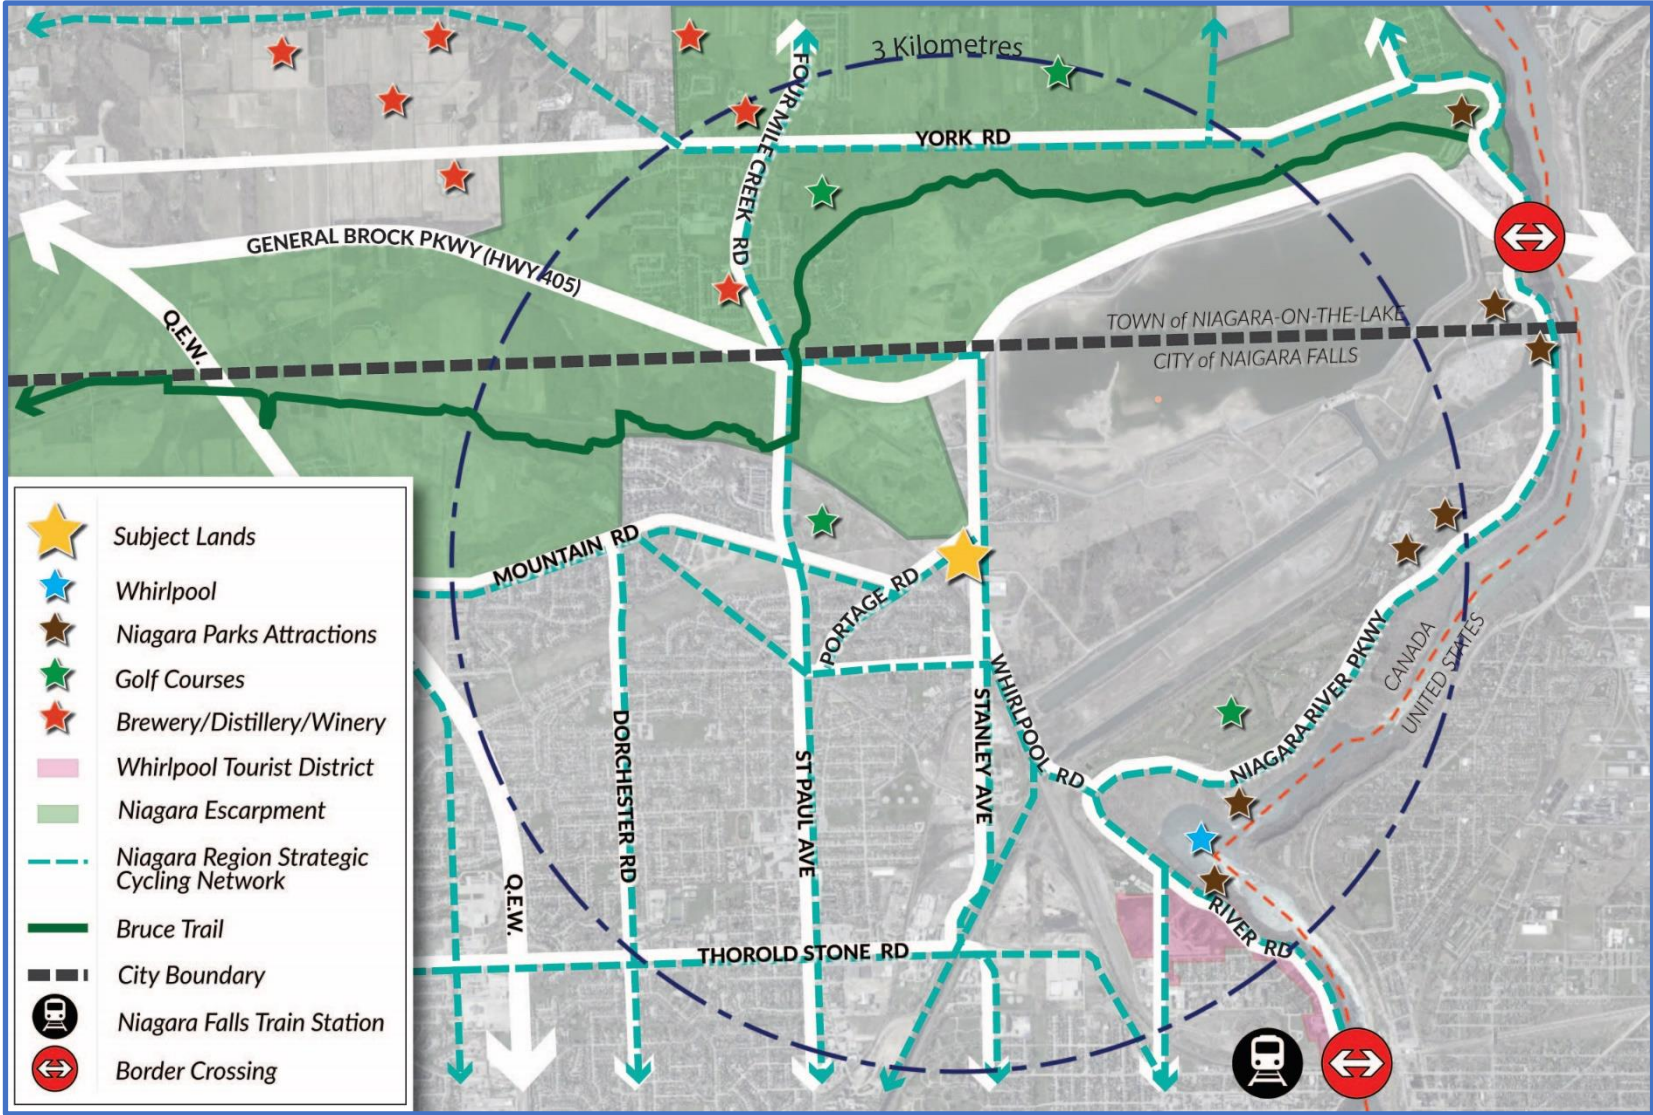 3 Kilometres
FOUR MILE CREEK RD
YORK RD
GENERAL BROCK PKWY (HWY 405)
Q.E.W.
TOWN of NIAGARA-ON-THE-LAKE
CITY of NAIGARA FALLS
MOUNTAIN RD
PORTAGE RD
WHIRLPOOL RD
NIAGARA RIVER PKWY
CANADA
UNITED STATES
DORCHESTER RD
ST PAUL AVE
STANLEY AVE
Q.E.W.
THOROLD STONE RD
RIVER RD
Subject Lands
Whirlpool
Niagara Parks Attractions
Golf Courses
Brewery/Distillery/Winery
Whirlpool Tourist District
Niagara Escarpment
Niagara Region Strategic
Cycling Network
Bruce Trail
City Boundary
Niagara Falls Train Station
Border Crossing